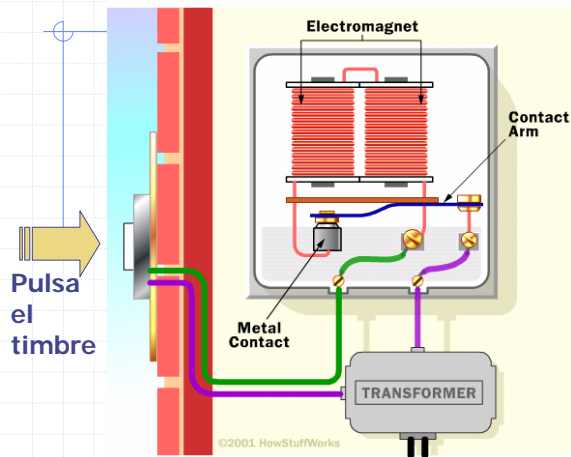 Electromagnet
Contact
Arm
Pulsa
el
timbre
Metal
Contact
TRANSFORMER
©2001 HowStuffWorks